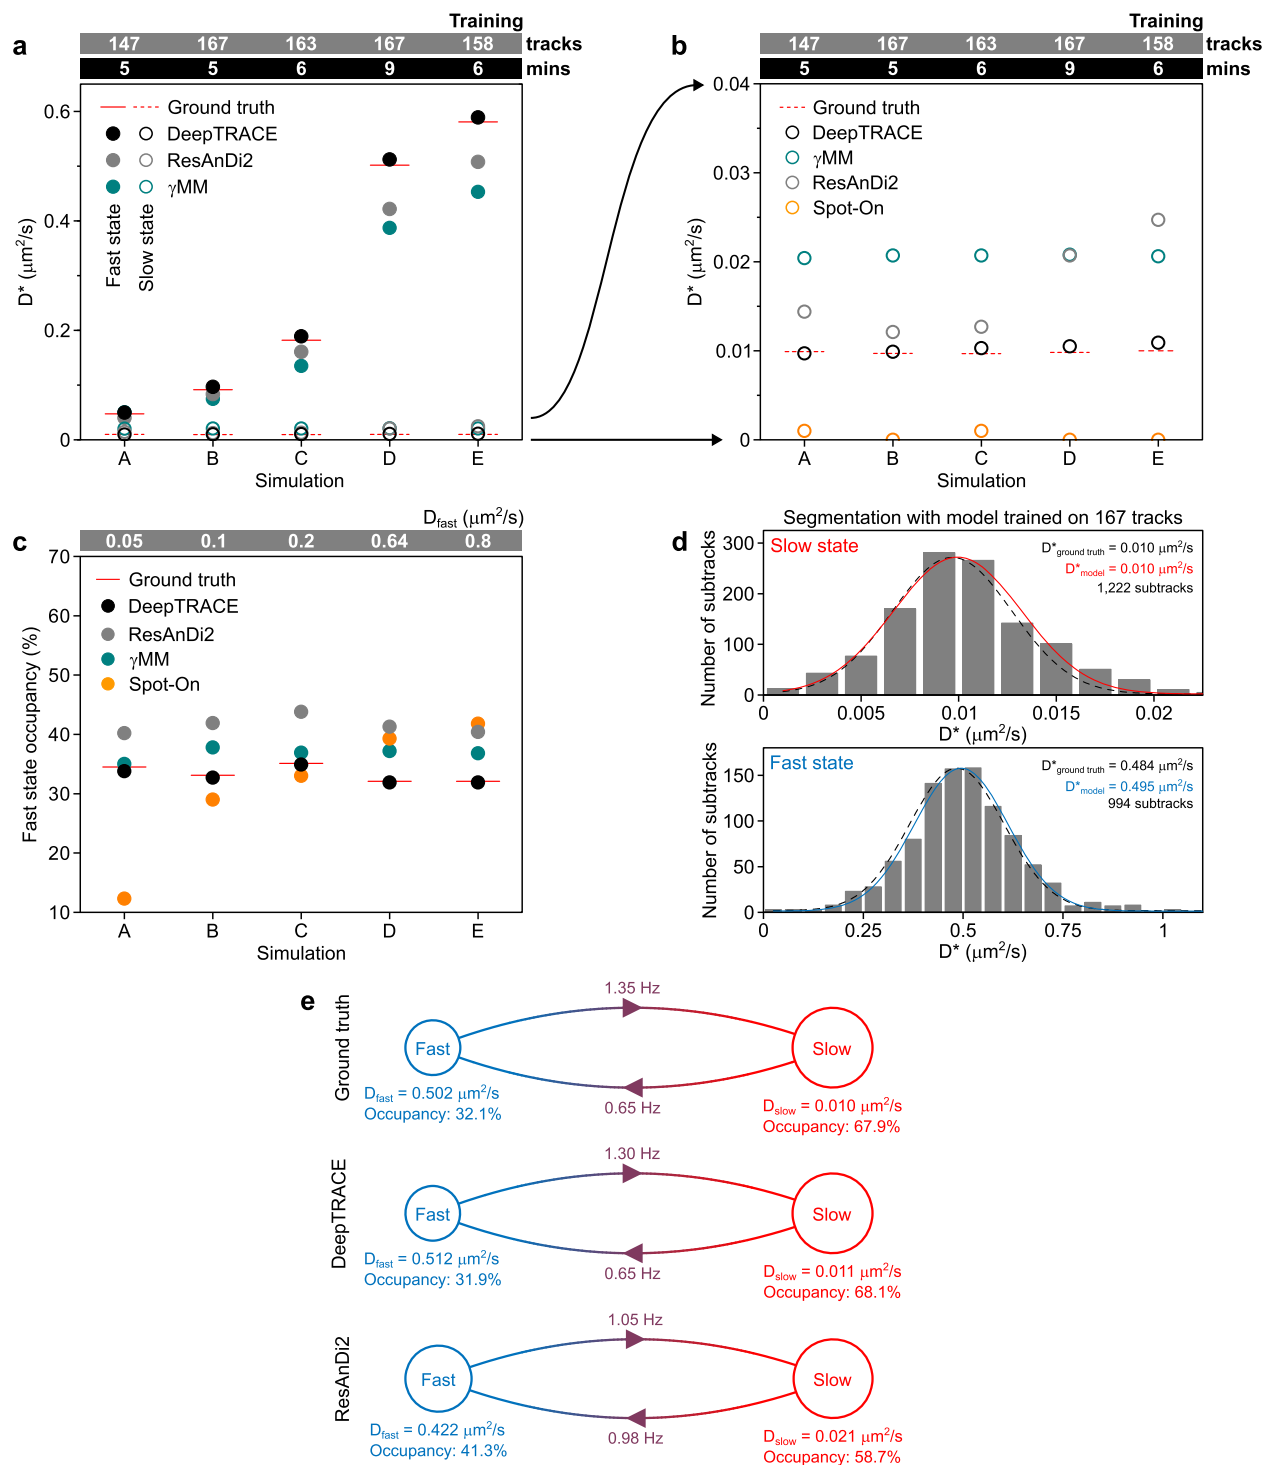 Training
a 147 167 163 167 158 tracks
5 5 6 9 6 mins
0.6
0.4
0.2
0
D* (μm²/s)
Ground truth
DeepTRACE
ResAnDi2
γMM
Fast state
Slow state
A B C D E
Simulation
Training
b 147 167 163 167 158 tracks
5 5 6 9 6 mins
0.04
0.03
0.02
0.01
0
D* (μm²/s)
Ground truth
DeepTRACE
γMM
ResAnDi2
Spot-On
A B C D E
Simulation
D_fast (μm²/s)
c 0.05 0.1 0.2 0.64 0.8
70
60
50
40
30
20
10
Fast state occupancy (%)
Ground truth
DeepTRACE
ResAnDi2
γMM
Spot-On
A B C D E
Simulation
d Segmentation with model trained on 167 tracks
Slow state
D*_ground truth = 0.010 μm²/s
D*_model = 0.010 μm²/s
1,222 subtracks
300
200
100
0
Number of subtracks
0 0.005 0.01 0.015 0.02
D* (μm²/s)
Fast state
D*_ground truth = 0.484 μm²/s
D*_model = 0.495 μm²/s
994 subtracks
150
100
50
0
Number of subtracks
0 0.25 0.5 0.75 1
D* (μm²/s)
e
Ground truth
1.35 Hz
Fast
Slow
0.65 Hz
D_fast = 0.502 μm²/s
Occupancy: 32.1%
D_slow = 0.010 μm²/s
Occupancy: 67.9%
DeepTRACE
1.30 Hz
Fast
Slow
0.65 Hz
D_fast = 0.512 μm²/s
Occupancy: 31.9%
D_slow = 0.011 μm²/s
Occupancy: 68.1%
ResAnDi2
1.05 Hz
Fast
Slow
0.98 Hz
D_fast = 0.422 μm²/s
Occupancy: 41.3%
D_slow = 0.021 μm²/s
Occupancy: 58.7%